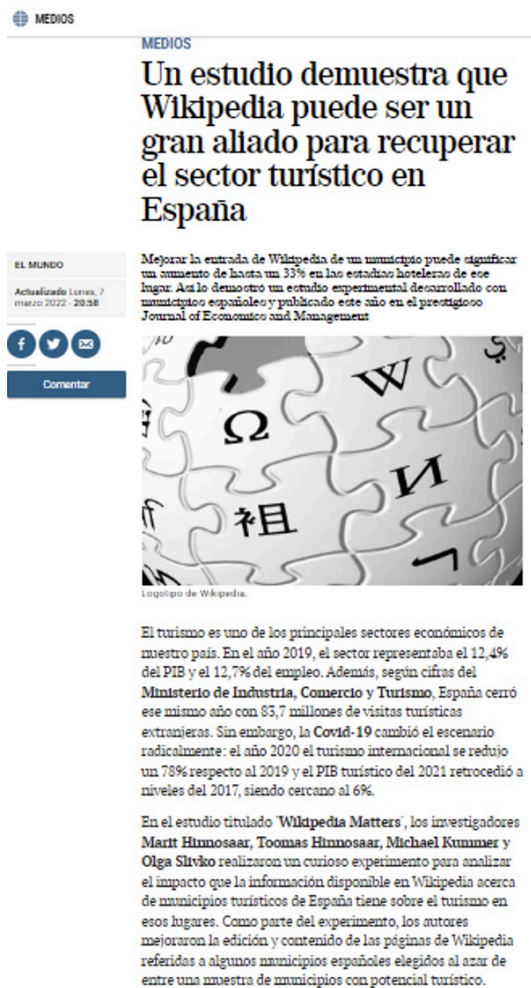 MEDIOS
MEDIOS
Un estudio demuestra que
Wikipedia puede ser un
gran aliado para recuperar
el sector turístico en
España
EL MUNDO
Actualizado Lunes, 7
marzo 2022 - 20:58
Comentar
Mejorar la entrada de Wikipedia de un municipio puede significar
un aumento de hasta un 33% en las estadías hoteleras de ese
lugar. Así lo demostró un estudio experimental desarrollado con
municipios españoles y publicado este año en el prestigioso
Journal of Economics and Management
Ω
W
祖
И
Logotipo de Wikipedia.
El turismo es uno de los principales sectores económicos de
nuestro país. En el año 2019, el sector representaba el 12,4%
del PIB y el 12,7% del empleo. Además, según cifras del
Ministerio de Industria, Comercio y Turismo, España cerró
ese mismo año con 83,7 millones de visitas turísticas
extranjeras. Sin embargo, la Covid-19 cambió el escenario
radicalmente: el año 2020 el turismo internacional se redujo
un 78% respecto al 2019 y el PIB turístico del 2021 retrocedió a
niveles del 2017, siendo cercano al 6%.
En el estudio titulado 'Wikipedia Matters', los investigadores
Marit Hinnosaar, Toomas Hinnosaar, Michael Kummer y
Olga Slivko realizaron un curioso experimento para analizar
el impacto que la información disponible en Wikipedia acerca
de municipios turísticos de España tiene sobre el turismo en
esos lugares. Como parte del experimento, los autores
mejoraron la edición y contenido de las páginas de Wikipedia
referidas a algunos municipios españoles elegidos al azar de
entre una muestra de municipios con potencial turístico.